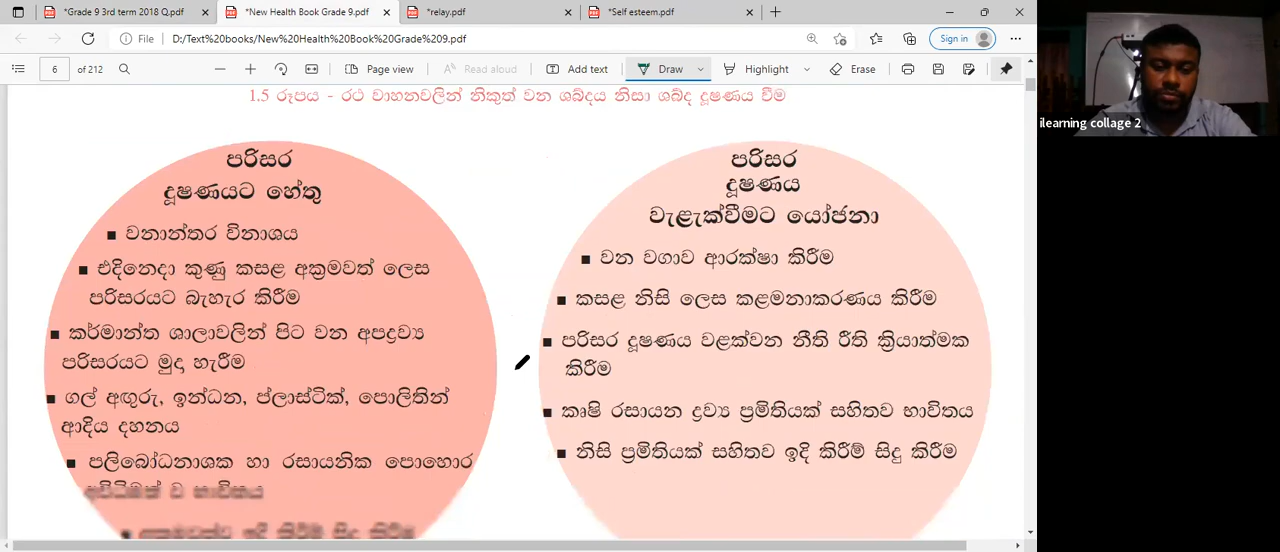 *Grade 9 3rd term 2018 Q.pdf
*New Health Book Grade 9.pdf
*relay.pdf
*Self esteem.pdf
File
D:/Text%20books/New%20Health%20Book%20Grade%209.pdf
Sign in
6 of 212
Page view
Read aloud
Add text
Draw
Highlight
Erase
1.5 රූපය - රථ වාහනවලින් නිකුත් වන ශබ්දය නිසා ශබ්ද දූෂණය වීම
පරිසර
දූෂණයට හේතු
■ වනාන්තර විනාශය
■ එදිනෙදා කුණු කසළ අක්‍රමවත් ලෙස
පරිසරයට බැහැර කිරීම
■ කර්මාන්ත ශාලාවලින් පිට වන අපද්‍රව්‍ය
පරිසරයට මුදා හැරීම
■ ගල් අඟුරු, ඉන්ධන, ප්ලාස්ටික්, පොලිතින්
ආදිය දහනය
■ පලිබෝධනාශක හා රසායනික පොහොර
පරිසර
දූෂණය
වැළැක්වීමට යෝජනා
■ වන වගාව ආරක්ෂා කිරීම
■ කසළ නිසි ලෙස කළමනාකරණය කිරීම
■ පරිසර දූෂණය වළක්වන නීති රීති ක්‍රියාත්මක
කිරීම
■ කෘෂි රසායන ද්‍රව්‍ය ප්‍රමිතියක් සහිතව භාවිතය
■ නිසි ප්‍රමිතියක් සහිතව ඉදි කිරීම් සිදු කිරීම
ilearning collage 2